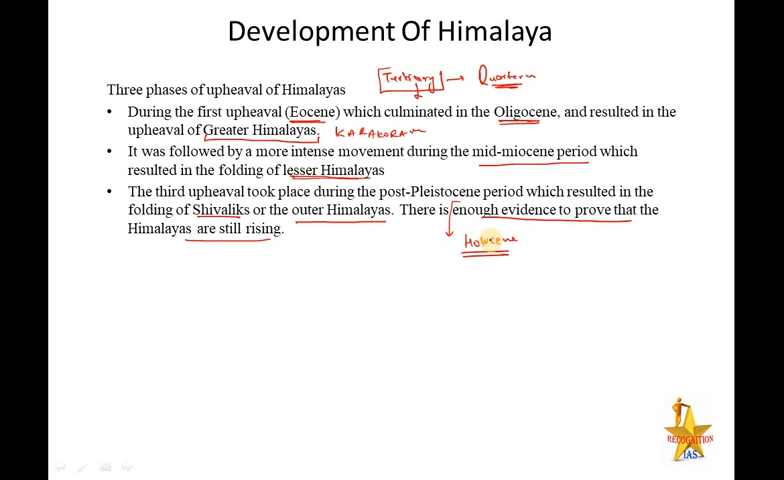 Development Of Himalaya
[Tertiary] → Quatern
Three phases of upheaval of Himalayas
• During the first upheaval (Eocene) which culminated in the Oligocene, and resulted in the
upheaval of Greater Himalayas. KARAKORAM
• It was followed by a more intense movement during the mid-miocene period which
resulted in the folding of lesser Himalayas
• The third upheaval took place during the post-Pleistocene period which resulted in the
folding of Shivaliks or the outer Himalayas. There is enough evidence to prove that the
Himalayas are still rising.
Holocene
RECOGNITION
IAS